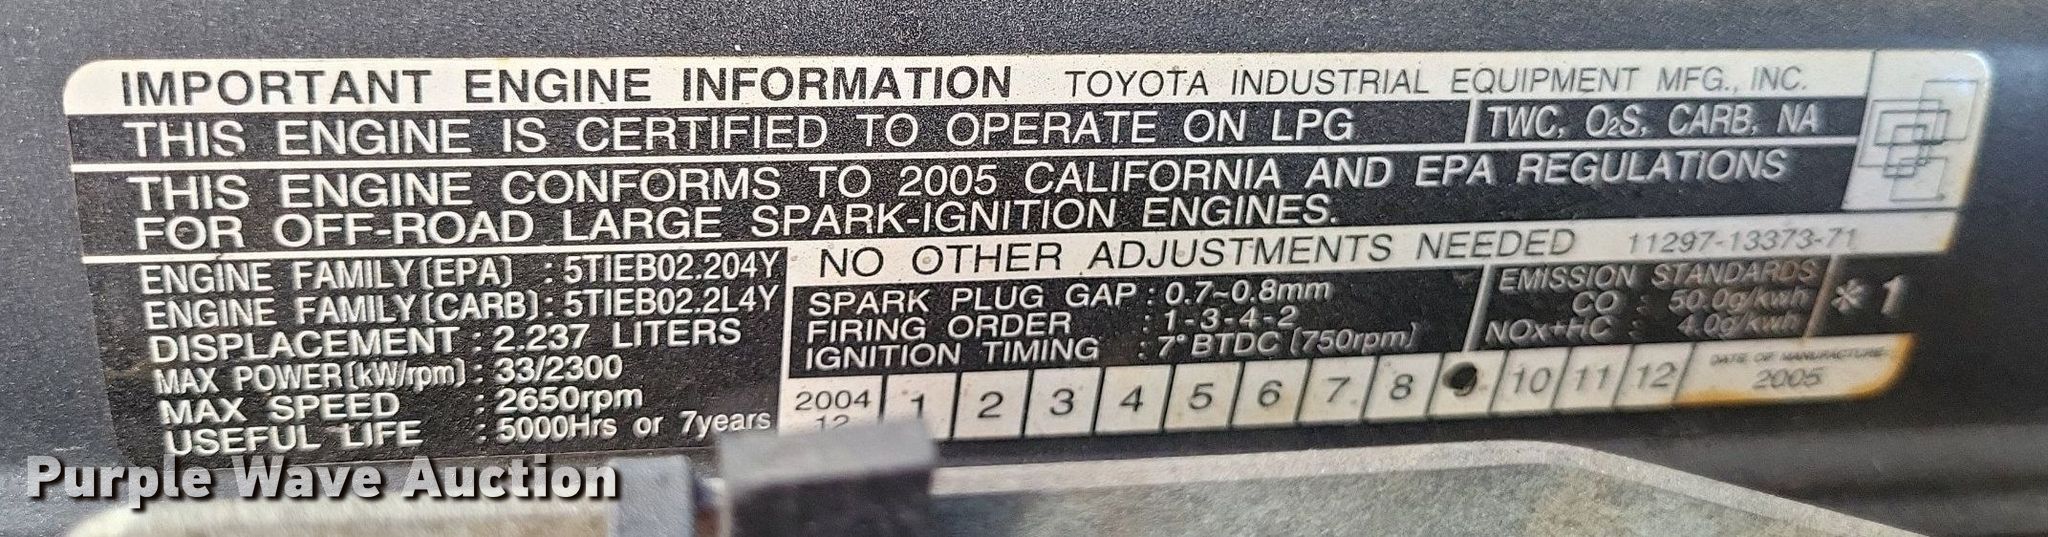 IMPORTANT ENGINE INFORMATION TOYOTA INDUSTRIAL EQUIPMENT MFG., INC.
THIS ENGINE IS CERTIFIED TO OPERATE ON LPG TWC, O2S, CARB, NA
THIS ENGINE CONFORMS TO 2005 CALIFORNIA AND EPA REGULATIONS
FOR OFF-ROAD LARGE SPARK-IGNITION ENGINES.
ENGINE FAMILY(EPA) : 5TIEB02.204Y
ENGINE FAMILY(CARB): 5TIEB02.2L4Y
DISPLACEMENT : 2.237 LITERS
MAX POWER(kW/rpm) : 33/2300
MAX SPEED : 2650rpm
USEFUL LIFE : 5000Hrs or 7years
NO OTHER ADJUSTMENTS NEEDED 11297-13373-71
SPARK PLUG GAP : 0.7~0.8mm
FIRING ORDER : 1-3-4-2
IGNITION TIMING : 7°BTDC (750rpm)
EMISSION STANDARDS
CO : 50.0g/kwh
NOx+HC : 4.0g/kwh
*1
2004
12
1 2 3 4 5 6 7 8 9 10 11 12
DATE OF MANUFACTURE
2005
Purple Wave Auction